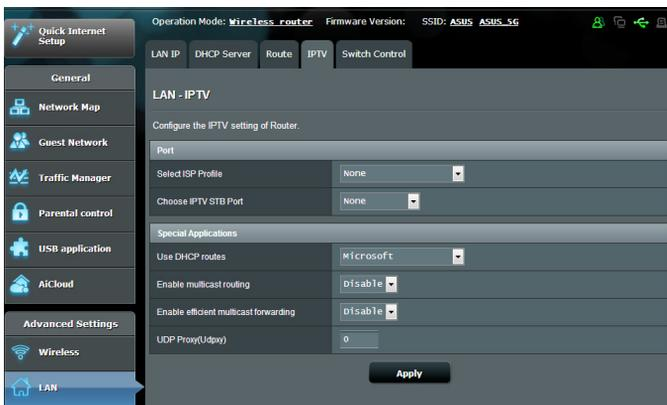 Quick Internet Setup
Operation Mode: Wireless router Firmware Version: SSID: ASUS ASUS_5G
LAN IP DHCP Server Route IPTV Switch Control
General
Network Map
Guest Network
Traffic Manager
Parental control
USB application
AiCloud
Advanced Settings
Wireless
LAN
LAN - IPTV
Configure the IPTV setting of Router.
Port
Select ISP Profile None
Choose IPTV STB Port None
Special Applications
Use DHCP routes Microsoft
Enable multicast routing Disable
Enable efficient multicast forwarding Disable
UDP Proxy(Udpxy) 0
Apply